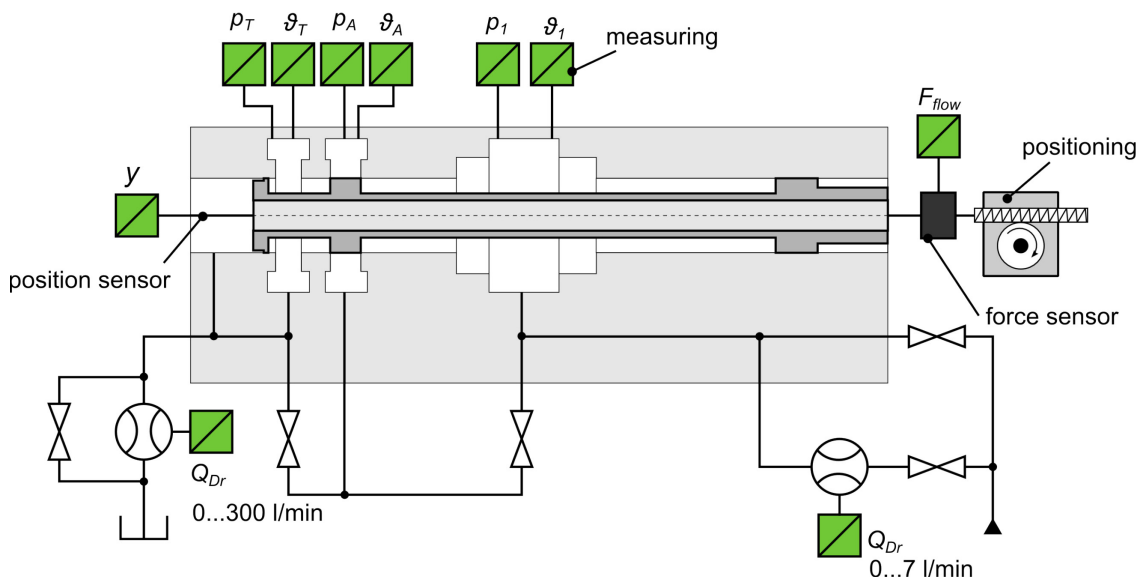 p_T ϑ_T p_A ϑ_A p_1 ϑ_1
measuring
F_flow
positioning
y
position sensor
force sensor
Q_Dr
0...300 l/min
Q_Dr
0...7 l/min